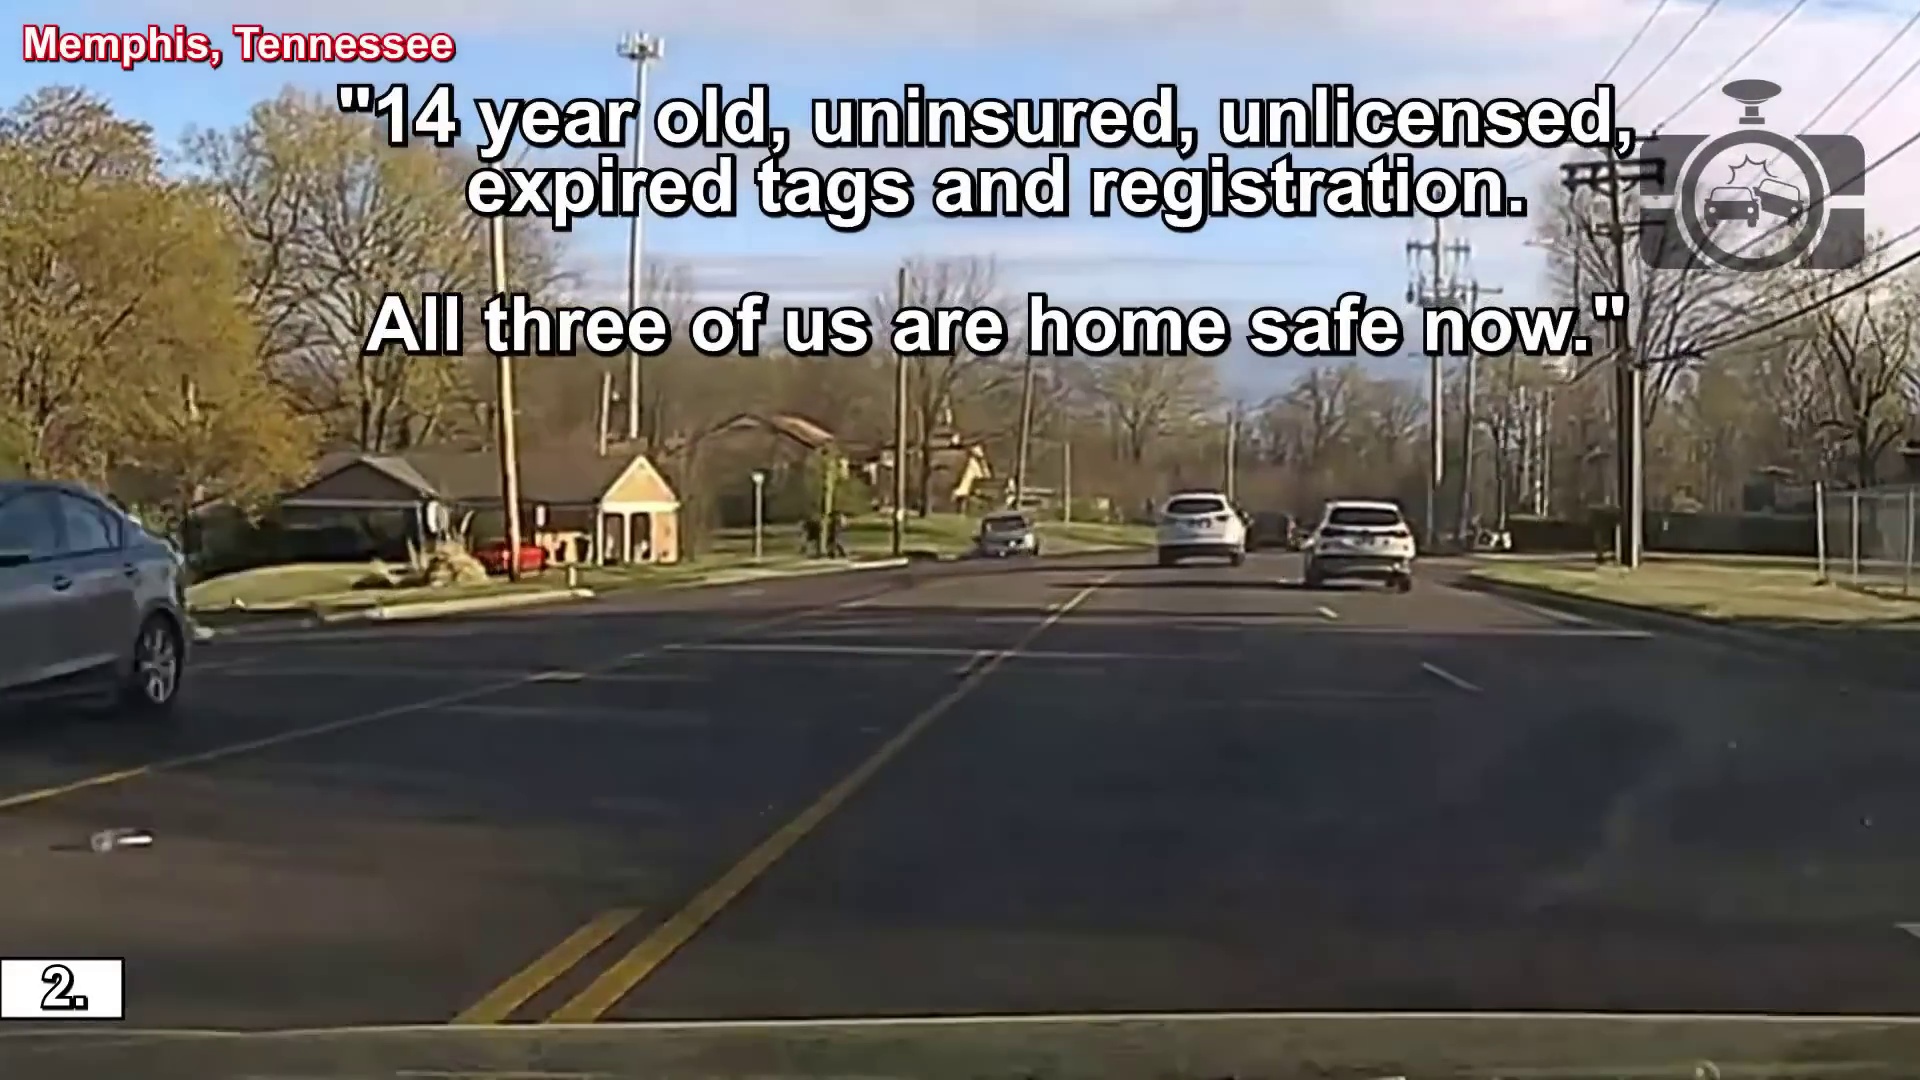 Memphis, Tennessee
"14 year old, uninsured, unlicensed,
expired tags and registration.
All three of us are home safe now."
2.